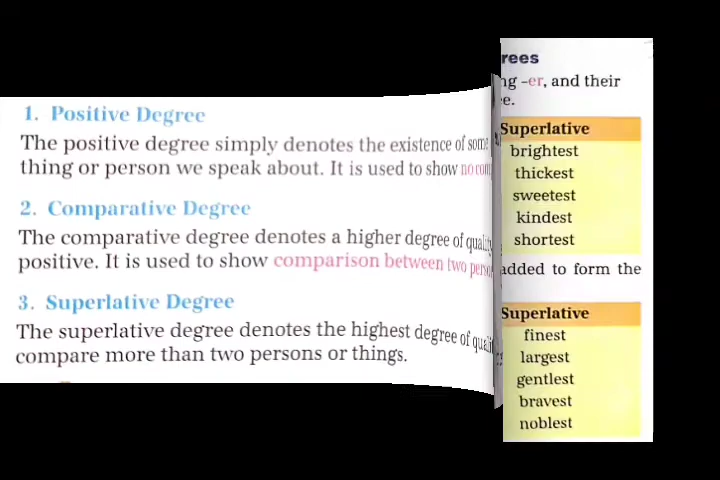 1. Positive Degree
The positive degree simply denotes the existence of some
thing or person we speak about. It is used to show no com
2. Comparative Degree
The comparative degree denotes a higher degree of quality
positive. It is used to show comparison between two perso
3. Superlative Degree
The superlative degree denotes the highest degree of quali
compare more than two persons or things.
rees
ng -er, and their
e.
Superlative
brightest
thickest
sweetest
kindest
shortest
added to form the
Superlative
finest
largest
gentlest
bravest
noblest